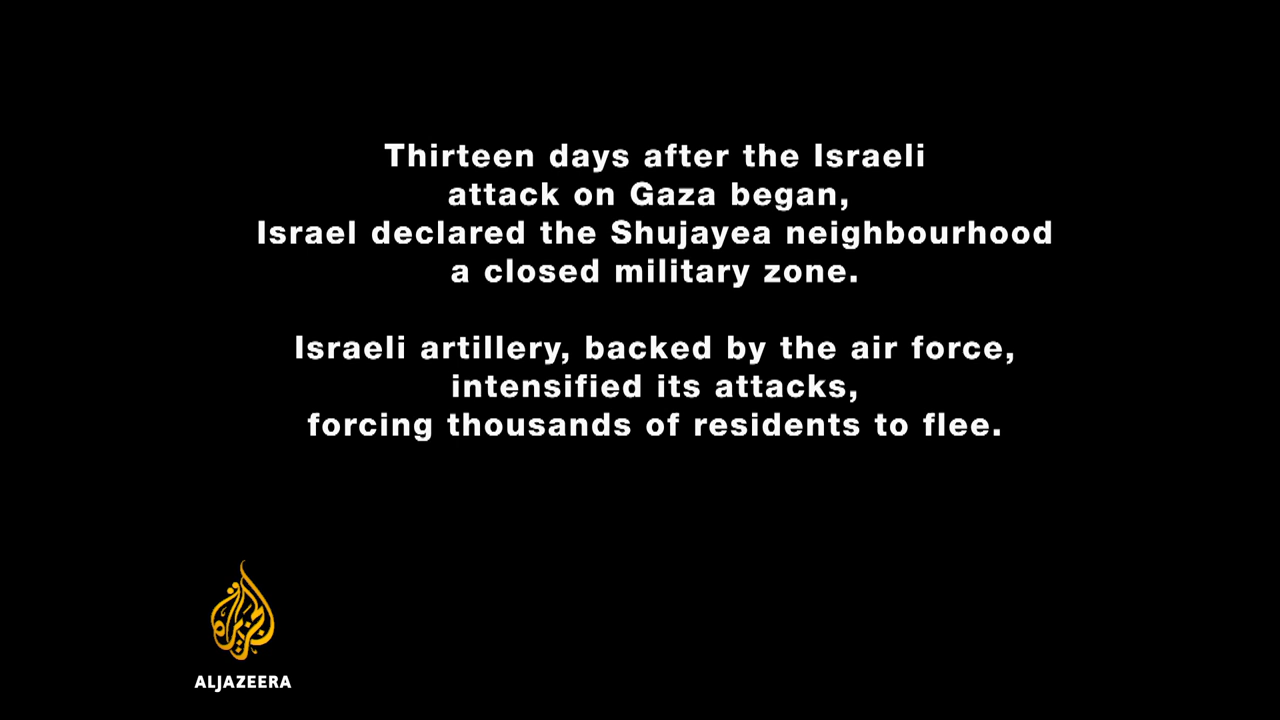 Thirteen days after the Israeli
attack on Gaza began,
Israel declared the Shujayea neighbourhood
a closed military zone.
Israeli artillery, backed by the air force,
intensified its attacks,
forcing thousands of residents to flee.
الجزيرة
ALJAZEERA